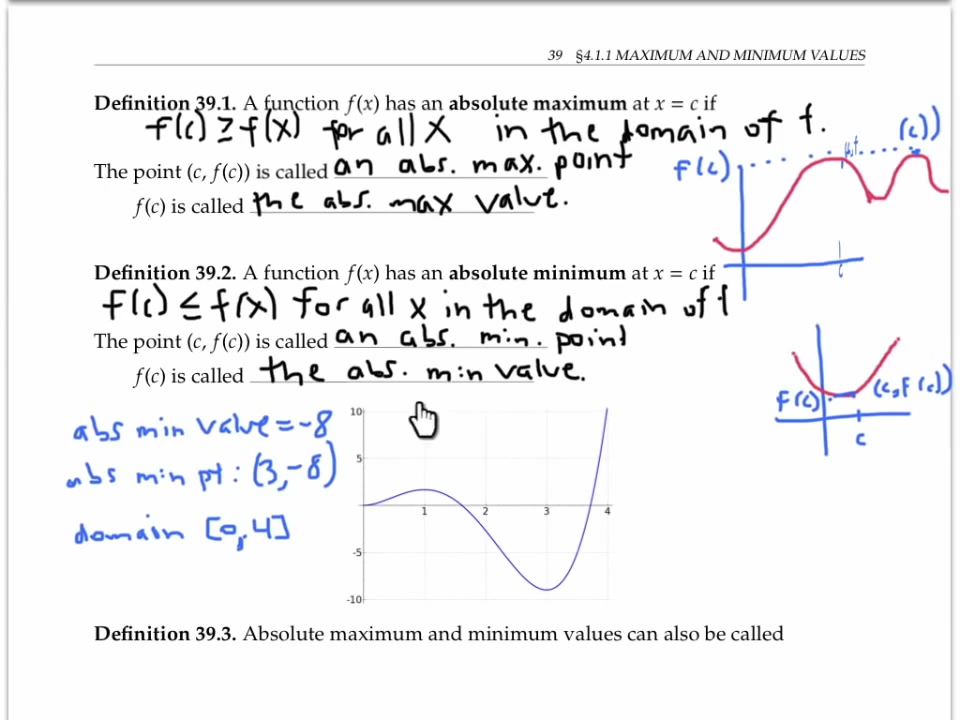 39 §4.1.1 MAXIMUM AND MINIMUM VALUES
Definition 39.1. A function f(x) has an absolute maximum at x = c if
f(c) ≥ f(x) for all x in the domain of f.
The point (c, f(c)) is called an abs. max. point
f(c) is called the abs. max value.
f(c)
(c))
c
Definition 39.2. A function f(x) has an absolute minimum at x = c if
f(c) ≤ f(x) for all x in the domain of f
The point (c, f(c)) is called an abs. min. point
f(c) is called the abs. min value.
f(c)
(c, f(c))
c
abs min value = -8
abs min pt: (3,-8)
domain [0,4]
10
5
-5
-10
1 2 3 4
Definition 39.3. Absolute maximum and minimum values can also be called